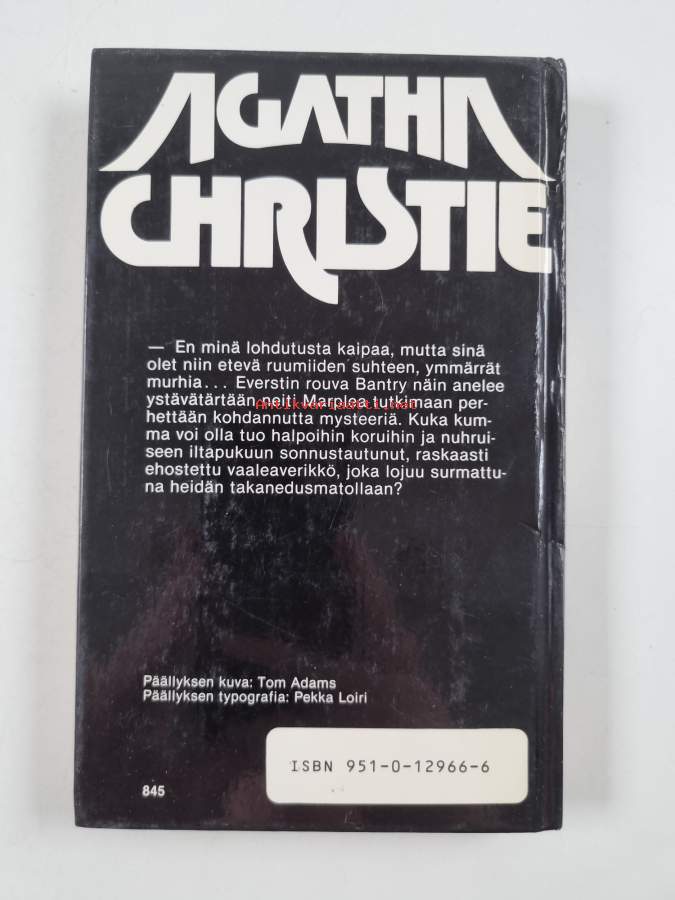 AGATHA
CHRISTIE
— En minä lohdutusta kaipaa, mutta sinä
olet niin etevä ruumiiden suhteen, ymmärrät
murhia... Everstin rouva Bantry näin anelee
ystävätärtään neiti Marplea tutkimaan per-
hettään kohdannutta mysteeriä. Kuka kum-
ma voi olla tuo halpoihin koruihin ja nuhrui-
seen iltapukuun sonnustautunut, raskaasti
ehostettu vaaleaverikkö, joka lojuu surmattu-
na heidän takanedusmatollaan?
Antikvariaatti.net
Päällyksen kuva: Tom Adams
Päällyksen typografia: Pekka Loiri
ISBN 951-0-12966-6
845